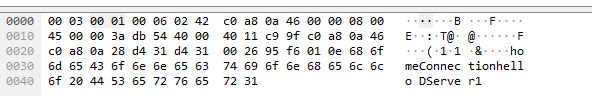 0000 00 03 00 01 00 06 02 42 c0 a8 0a 46 00 00 08 00 ·······B ···F····
0010 45 00 00 3a db 54 40 00 40 11 c9 9f c0 a8 0a 46 E··:·T@· @······F
0020 c0 a8 0a 28 d4 31 d4 31 00 26 95 f6 01 0e 68 6f ···(·1·1 ·&····ho
0030 6d 65 43 6f 6e 6e 65 63 74 69 6f 6e 68 65 6c 6c meConnec tionhell
0040 6f 20 44 53 65 72 76 65 72 31 o DServe r1